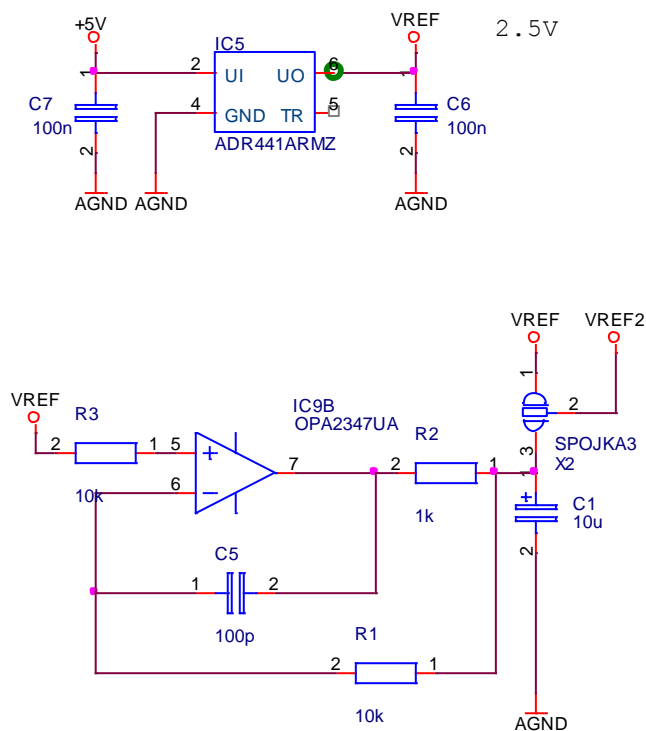 +5V
VREF
2.5V
IC5
1
2
UI
UO
6
1
C7
4
GND
TR
5
C6
100n
100n
ADR441ARMZ
2
2
AGND
AGND
AGND
VREF
VREF2
1
VREF
IC9B
OPA2347UA
2
R3
2
1
5
+
R2
3
SPOJKA3
7
2
1
X2
10k
6
−
1
+
C1
10u
1k
C5
2
1
2
100p
R1
2
1
10k
AGND